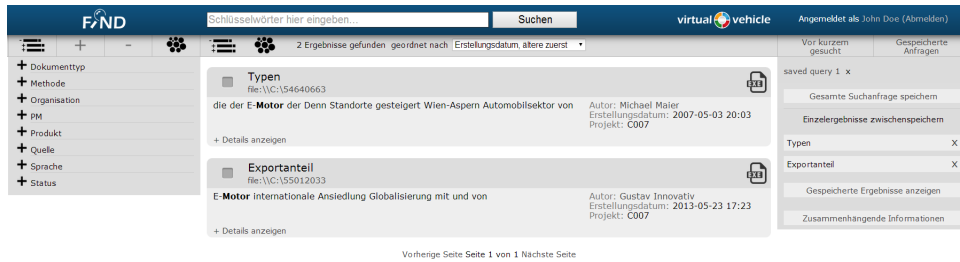 FiND
Schlüsselwörter hier eingeben...
Suchen
virtual vehicle
Angemeldet als John Doe (Abmelden)
+ -
2 Ergebnisse gefunden geordnet nach Erstellungsdatum, ältere zuerst
Vor kurzem gesucht
Gespeicherte Anfragen
+ Dokumenttyp
+ Methode
+ Organisation
+ PM
+ Produkt
+ Quelle
+ Sprache
+ Status
Typen
file:\\C:\54640663
EXE
die der E-Motor der Denn Standorte gesteigert Wien-Aspern Automobilsektor von
Autor: Michael Maier
Erstellungsdatum: 2007-05-03 20:03
Projekt: C007
+ Details anzeigen
Exportanteil
file:\\C:\55012033
EXE
E-Motor internationale Ansiedlung Globalisierung mit und von
Autor: Gustav Innovativ
Erstellungsdatum: 2013-05-23 17:23
Projekt: C007
+ Details anzeigen
Vorherige Seite Seite 1 von 1 Nächste Seite
saved query 1 x
Gesamte Suchanfrage speichern
Einzelergebnisse zwischenspeichern
Typen X
Exportanteil X
Gespeicherte Ergebnisse anzeigen
Zusammenhängende Informationen